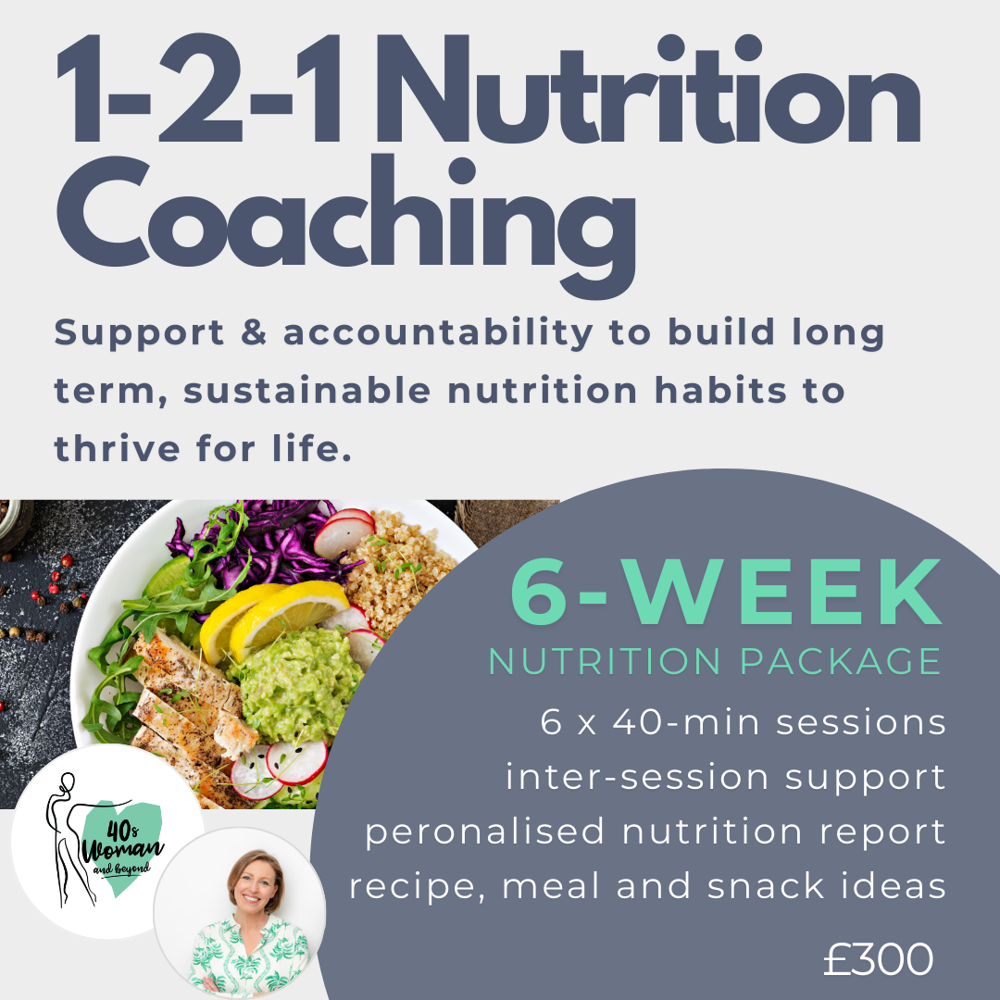 1-2-1 Nutrition
Coaching
Support & accountability to build long
term, sustainable nutrition habits to
thrive for life.
6-WEEK
NUTRITION PACKAGE
6 x 40-min sessions
inter-session support
peronalised nutrition report
recipe, meal and snack ideas
£300
40s
Woman
and beyond